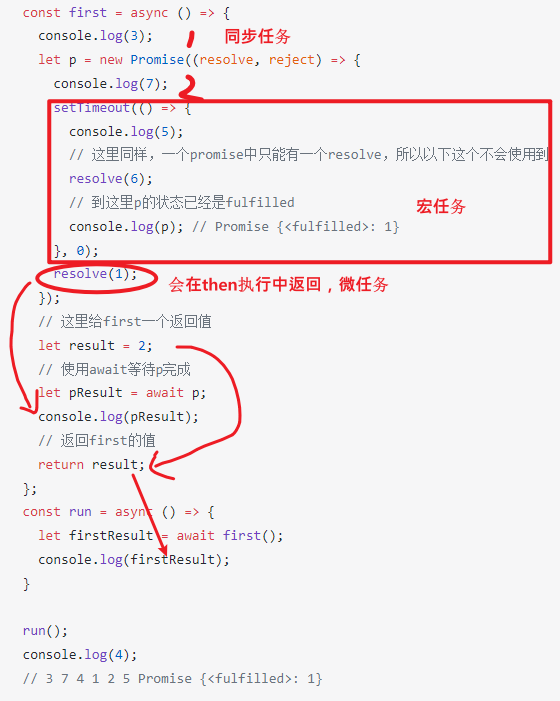 const first = async () => {
console.log(3);
同步任务
let p = new Promise((resolve, reject) => {
console.log(7);
setTimeout(() => {
console.log(5);
// 这里同样，一个promise中只能有一个resolve，所以以下这个不会使用到
resolve(6);
// 到这里p的状态已经是fulfilled
宏任务
console.log(p); // Promise {<fulfilled>: 1}
}, 0);
resolve(1);
会在then执行中返回，微任务
});
// 这里给first一个返回值
let result = 2;
// 使用await等待p完成
let pResult = await p;
console.log(pResult);
// 返回first的值
return result;
};
const run = async () => {
let firstResult = await first();
console.log(firstResult);
}
run();
console.log(4);
// 3 7 4 1 2 5 Promise {<fulfilled>: 1}